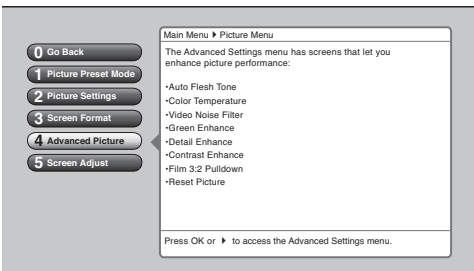 0 Go Back
1 Picture Preset Mode
2 Picture Settings
3 Screen Format
4 Advanced Picture
5 Screen Adjust
Main Menu ▶ Picture Menu
The Advanced Settings menu has screens that let you
enhance picture performance:
•Auto Flesh Tone
•Color Temperature
•Video Noise Filter
•Green Enhance
•Detail Enhance
•Contrast Enhance
•Film 3:2 Pulldown
•Reset Picture
Press OK or ▶ to access the Advanced Settings menu.